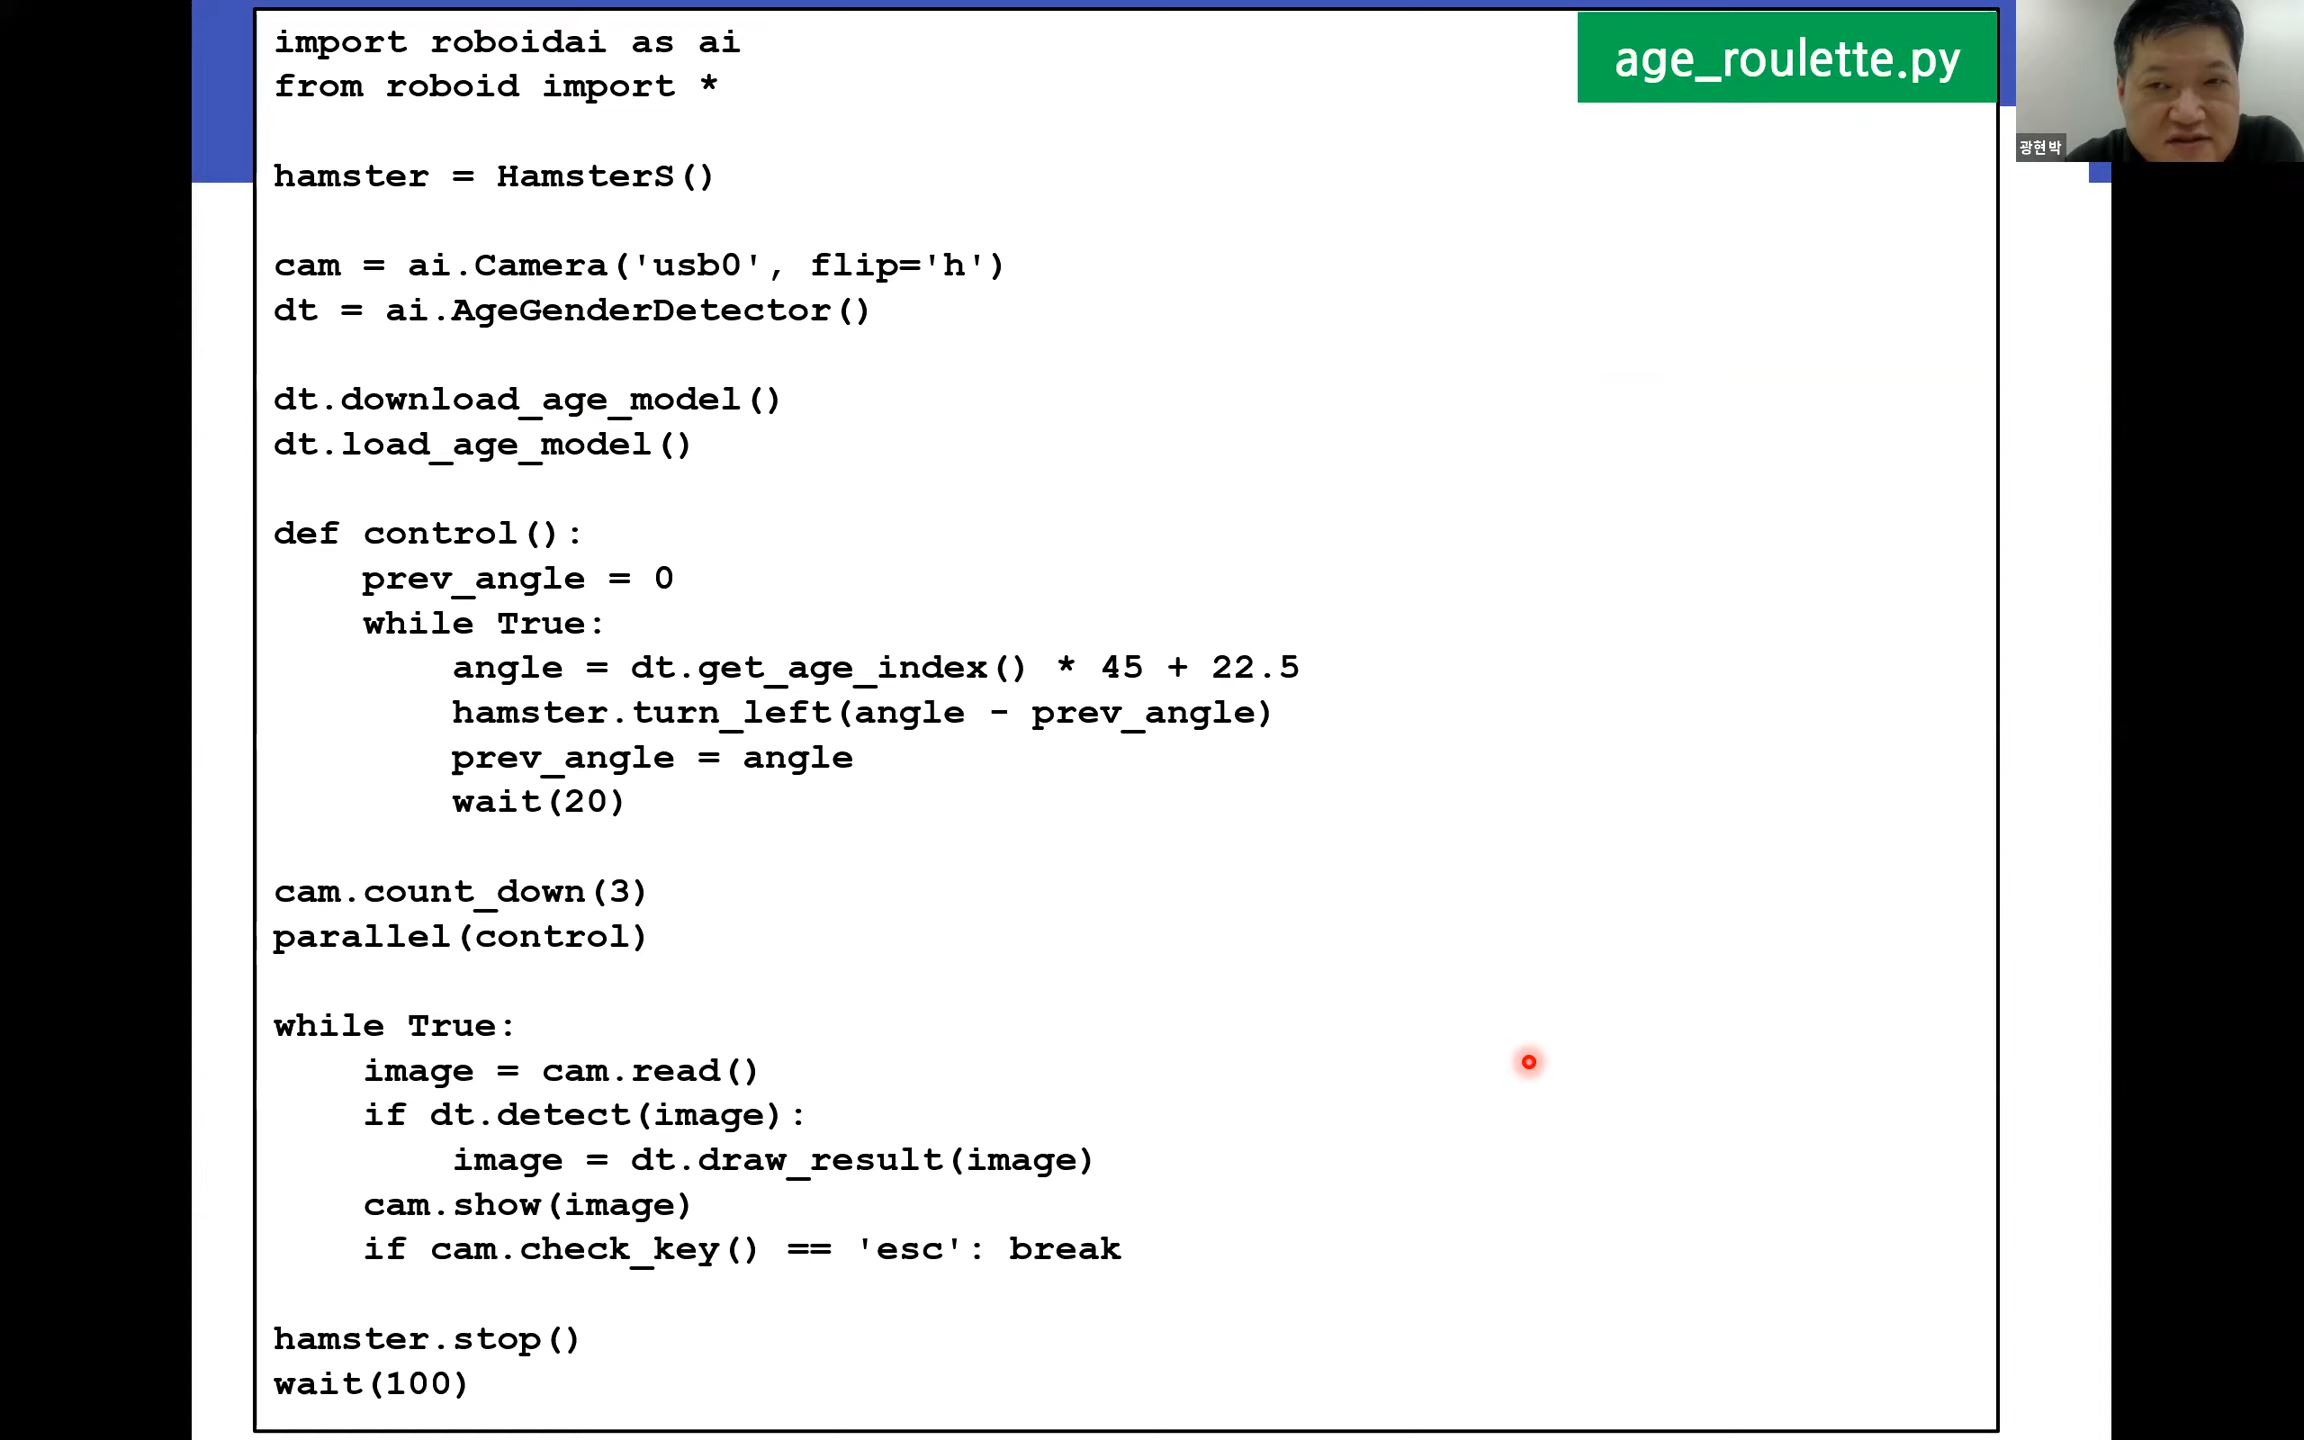 import roboidai as ai
from roboid import *
hamster = HamsterS()
cam = ai.Camera('usb0', flip='h')
dt = ai.AgeGenderDetector()
dt.download_age_model()
dt.load_age_model()
def control():
    prev_angle = 0
    while True:
        angle = dt.get_age_index() * 45 + 22.5
        hamster.turn_left(angle - prev_angle)
        prev_angle = angle
        wait(20)
cam.count_down(3)
parallel(control)
while True:
    image = cam.read()
    if dt.detect(image):
        image = dt.draw_result(image)
    cam.show(image)
    if cam.check_key() == 'esc': break
hamster.stop()
wait(100)
age_roulette.py
광현박